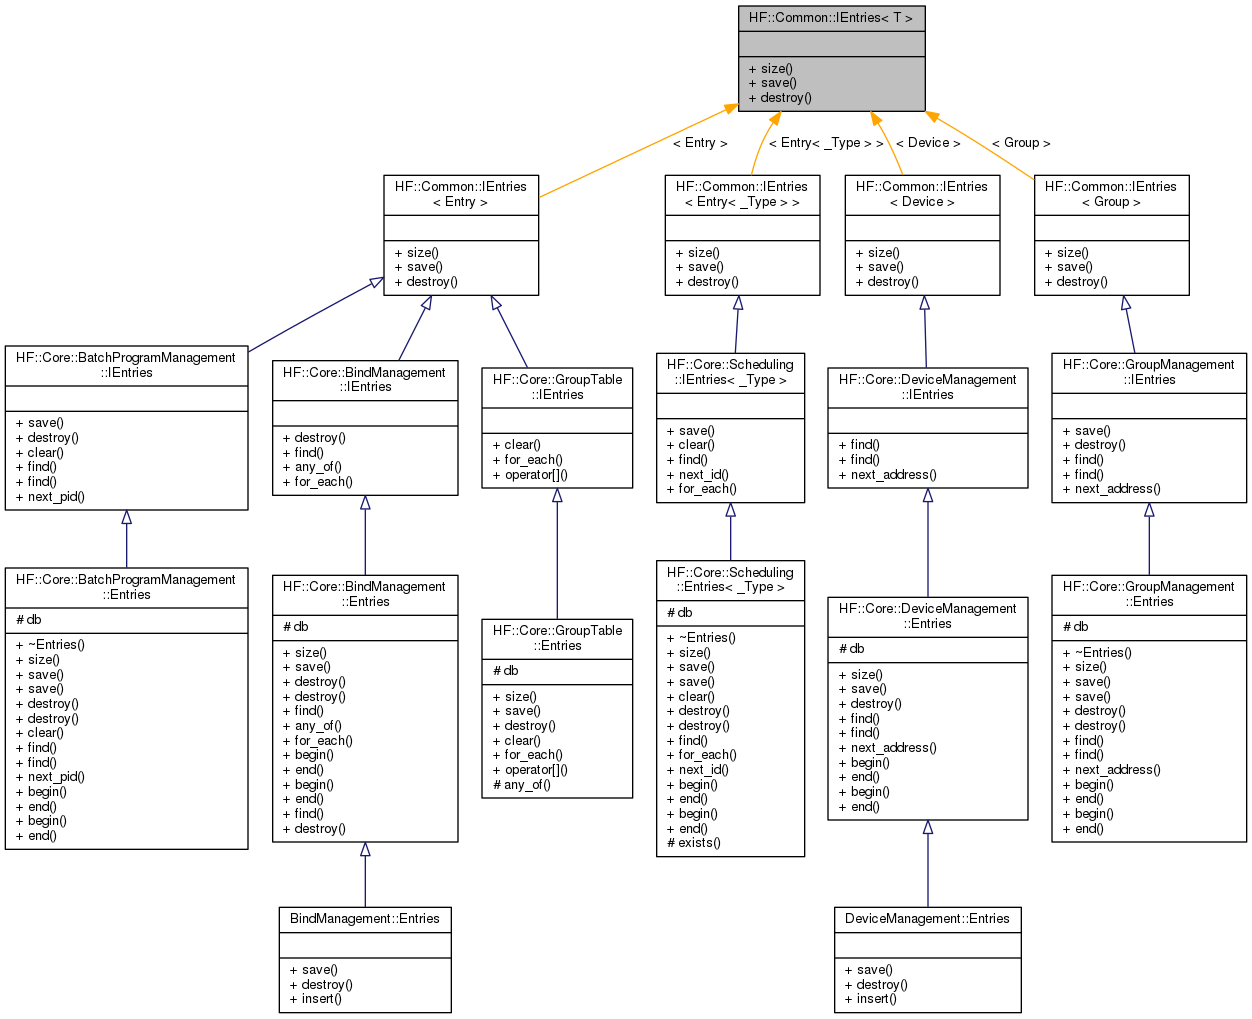 HF::Common::IEntries< T >
+ size()
+ save()
+ destroy()
< Entry >
< Entry< _Type > >
< Device >
< Group >
HF::Common::IEntries
< Entry >
+ size()
+ save()
+ destroy()
HF::Common::IEntries
< Entry< _Type > >
+ size()
+ save()
+ destroy()
HF::Common::IEntries
< Device >
+ size()
+ save()
+ destroy()
HF::Common::IEntries
< Group >
+ size()
+ save()
+ destroy()
HF::Core::BatchProgramManagement
::IEntries
+ save()
+ destroy()
+ clear()
+ find()
+ find()
+ next_pid()
HF::Core::BindManagement
::IEntries
+ destroy()
+ find()
+ any_of()
+ for_each()
HF::Core::GroupTable
::IEntries
+ clear()
+ for_each()
+ operator[]()
HF::Core::Scheduling
::IEntries< _Type >
+ save()
+ clear()
+ find()
+ next_id()
+ for_each()
HF::Core::DeviceManagement
::IEntries
+ find()
+ find()
+ next_address()
HF::Core::GroupManagement
::IEntries
+ save()
+ destroy()
+ find()
+ find()
+ next_address()
HF::Core::BatchProgramManagement
::Entries
# db
+ ~Entries()
+ size()
+ save()
+ save()
+ destroy()
+ destroy()
+ clear()
+ find()
+ find()
+ next_pid()
+ begin()
+ end()
+ begin()
+ end()
HF::Core::BindManagement
::Entries
# db
+ size()
+ save()
+ destroy()
+ destroy()
+ find()
+ any_of()
+ for_each()
+ begin()
+ end()
+ begin()
+ end()
+ find()
+ destroy()
HF::Core::GroupTable
::Entries
# db
+ size()
+ save()
+ destroy()
+ clear()
+ for_each()
+ operator[]()
# any_of()
HF::Core::Scheduling
::Entries< _Type >
# db
+ ~Entries()
+ size()
+ save()
+ save()
+ clear()
+ destroy()
+ destroy()
+ find()
+ for_each()
+ next_id()
+ begin()
+ end()
+ begin()
+ end()
# exists()
HF::Core::DeviceManagement
::Entries
# db
+ size()
+ save()
+ destroy()
+ find()
+ find()
+ next_address()
+ begin()
+ end()
+ begin()
+ end()
HF::Core::GroupManagement
::Entries
# db
+ ~Entries()
+ size()
+ save()
+ save()
+ destroy()
+ destroy()
+ find()
+ find()
+ next_address()
+ begin()
+ end()
+ begin()
+ end()
BindManagement::Entries
+ save()
+ destroy()
+ insert()
DeviceManagement::Entries
+ save()
+ destroy()
+ insert()